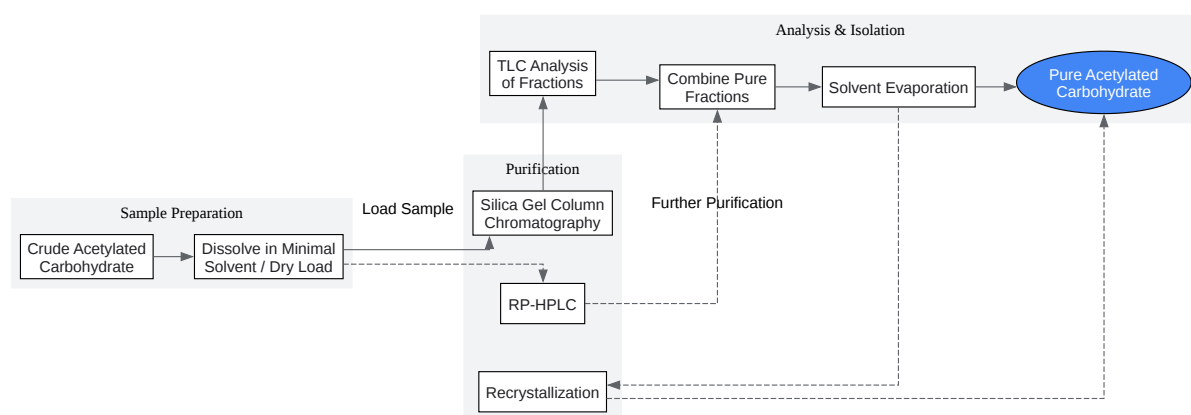 Analysis & Isolation
TLC Analysis
of Fractions
Combine Pure
Fractions
Solvent Evaporation
Pure Acetylated
Carbohydrate
Purification
Silica Gel Column
Chromatography
Further Purification
Load Sample
Sample Preparation
Crude Acetylated
Carbohydrate
Dissolve in Minimal
Solvent / Dry Load
RP-HPLC
Recrystallization